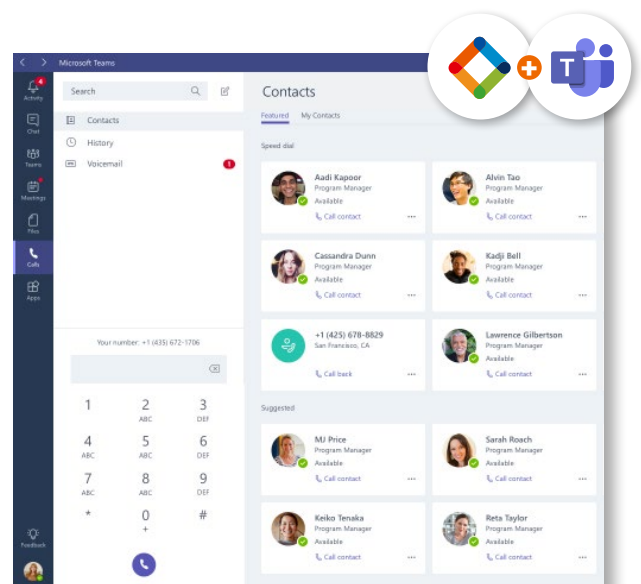 Microsoft Teams
T
4
Activity
Chat
Teams
Meetings
Files
Calls
Apps
Feedback
Search
Contacts
History
Voicemail
1
Your number: +1 (435) 672-1706
1
2
ABC
3
DEF
4
ABC
5
ABC
6
DEF
7
ABC
8
ABC
9
DEF
*
0
+
#
Contacts
Featured My Contacts
Speed dial
Aadi Kapoor
Program Manager
Available
Call contact
Alvin Tao
Program Manager
Available
Call contact
Cassandra Dunn
Program Manager
Available
Call contact
Kadji Bell
Program Manager
Available
Call contact
+1 (425) 678-8829
San Francisco, CA
Call back
Lawrence Gilbertson
Program Manager
Available
Call contact
Suggested
MJ Price
Program Manager
Available
Call contact
Sarah Roach
Program Manager
Available
Call contact
Keiko Tenaka
Program Manager
Available
Call contact
Reta Taylor
Program Manager
Available
Call contact